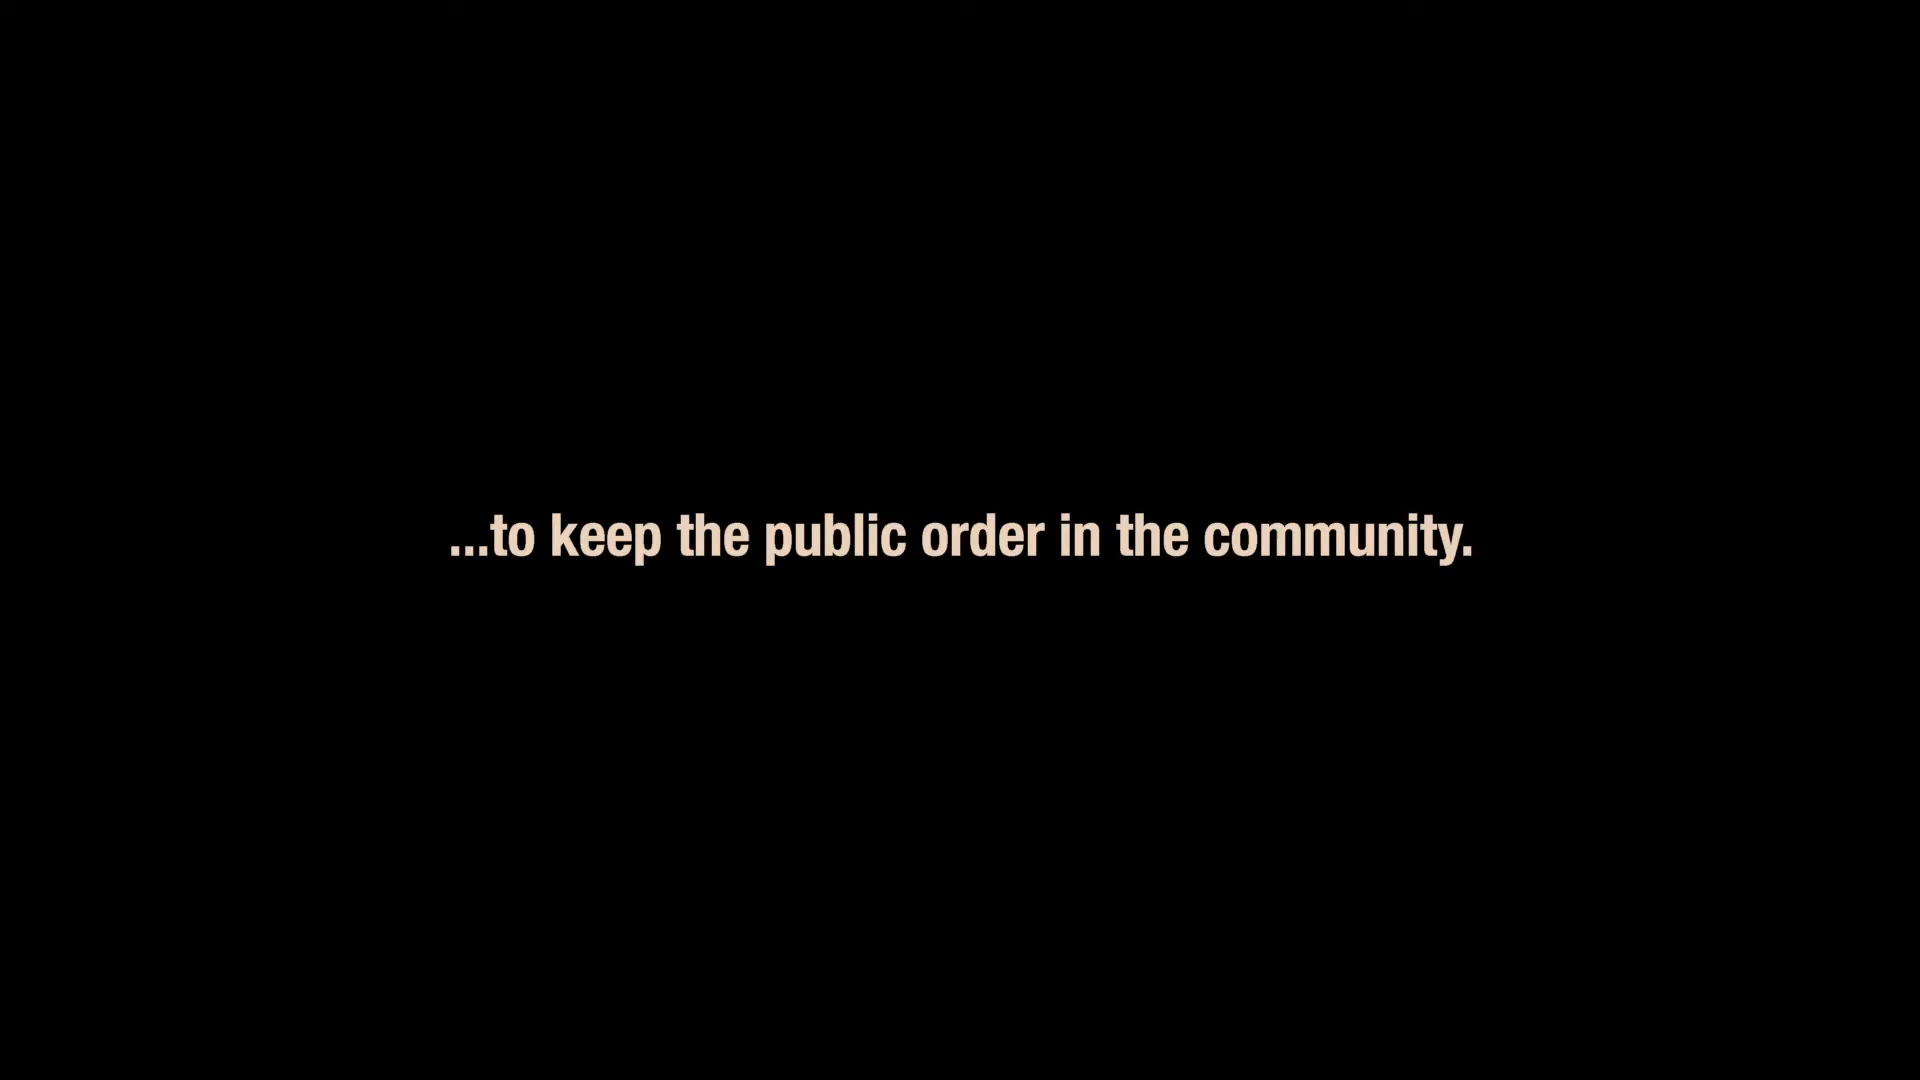 ...to keep the public order in the community.